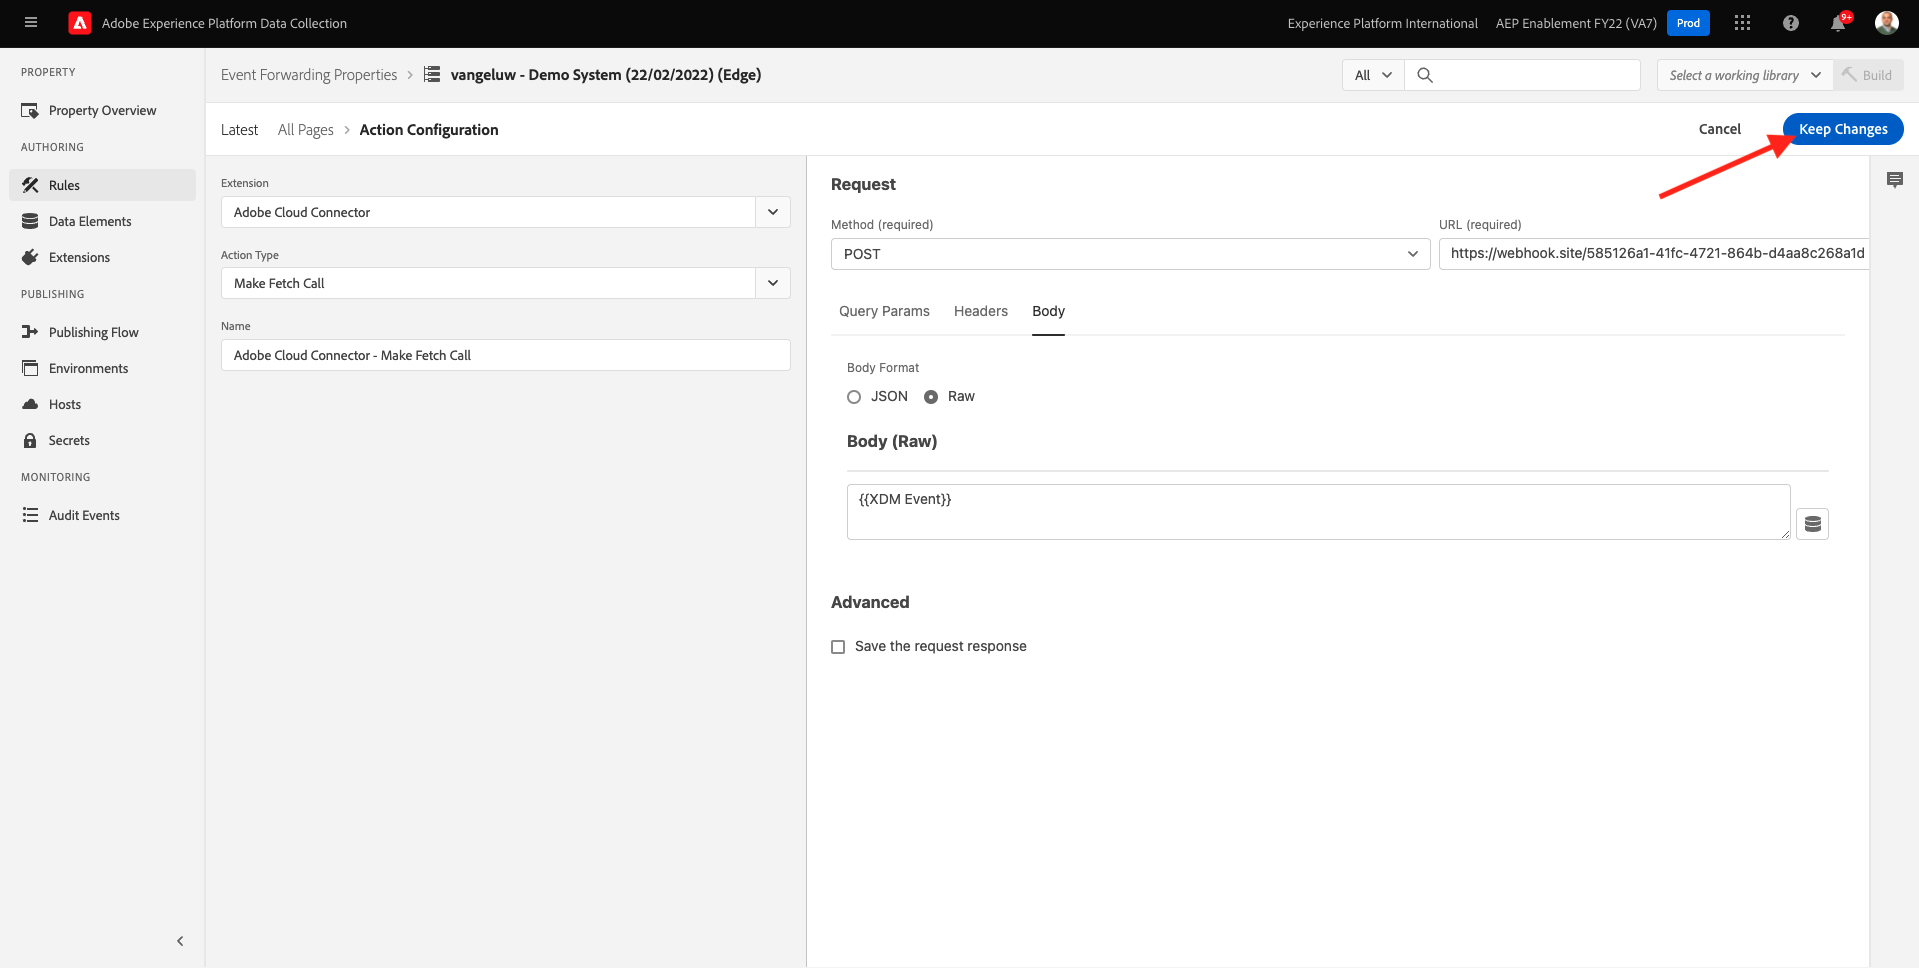 Adobe Experience Platform Data Collection
Experience Platform International
AEP Enablement FY22 (VA7)
Prod
9+
PROPERTY
Property Overview
AUTHORING
Rules
Data Elements
Extensions
PUBLISHING
Publishing Flow
Environments
Hosts
Secrets
MONITORING
Audit Events
Event Forwarding Properties
vangeluw - Demo System (22/02/2022) (Edge)
All
Select a working library
Build
Latest
All Pages
Action Configuration
Cancel
Keep Changes
Extension
Adobe Cloud Connector
Action Type
Make Fetch Call
Name
Adobe Cloud Connector - Make Fetch Call
Request
Method (required)
POST
URL (required)
https://webhook.site/585126a1-41fc-4721-864b-d4aa8c268a1d
Query Params
Headers
Body
Body Format
JSON
Raw
Body (Raw)
{{XDM Event}}
Advanced
Save the request response